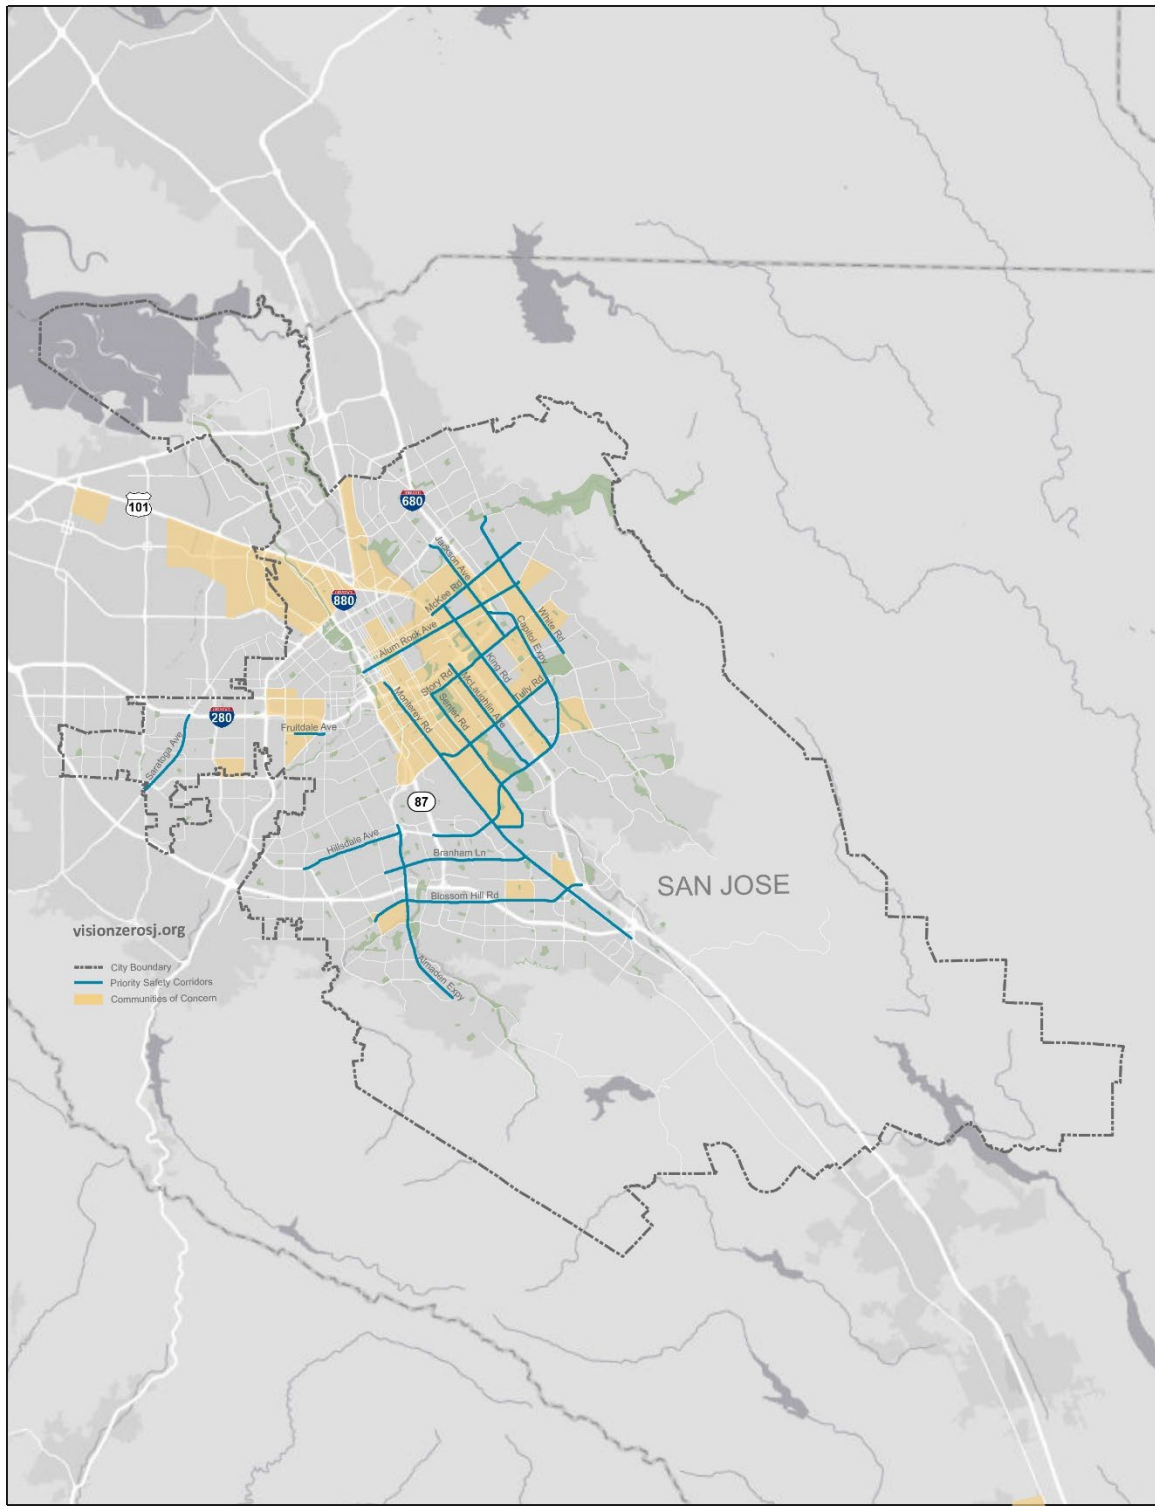 101
680
Jackson Ave
McKee Rd
880
White Rd
Capitol Expy
Alum Rock Ave
King Rd
Story Rd
McLaughlin Ave
Tully Rd
Senter Rd
Monterey Rd
280
Fruitdale Ave
Saratoga Ave
87
Hillsdale Ave
Branham Ln
SAN JOSE
Blossom Hill Rd
visionzerosj.org
Almaden Expy
City Boundary
Priority Safety Corridors
Communities of Concern